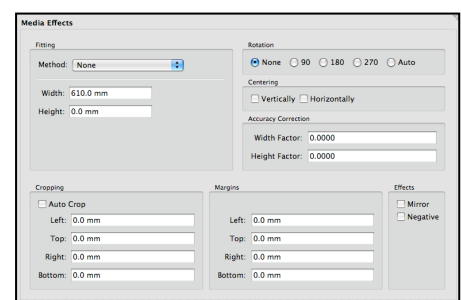 Media Effects
Fitting
Method: None
Width: 610.0 mm
Height: 0.0 mm
Rotation
None 90 180 270 Auto
Centering
Vertically Horizontally
Accuracy Correction
Width Factor: 0.0000
Height Factor: 0.0000
Cropping
Auto Crop
Left: 0.0 mm
Top: 0.0 mm
Right: 0.0 mm
Bottom: 0.0 mm
Margins
Left: 0.0 mm
Top: 0.0 mm
Right: 0.0 mm
Bottom: 0.0 mm
Effects
Mirror
Negative